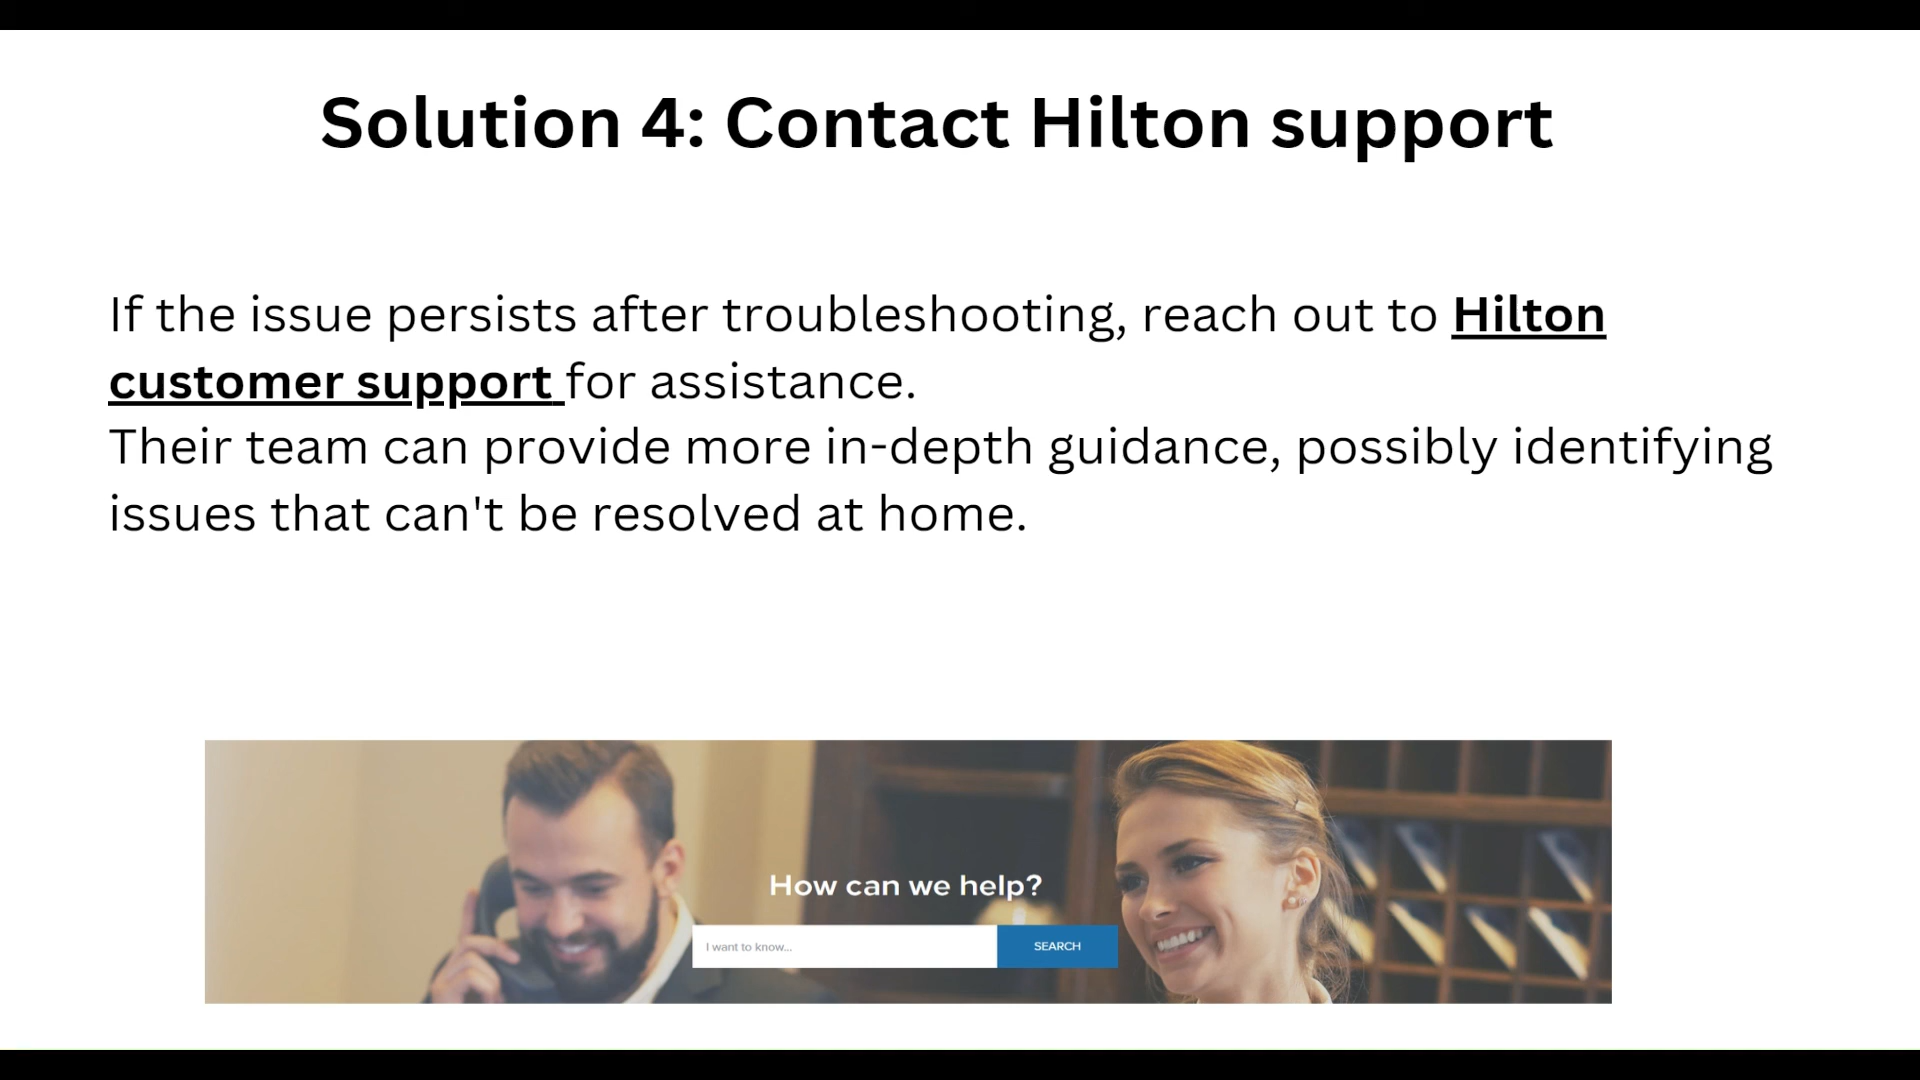 Solution 4: Contact Hilton support
If the issue persists after troubleshooting, reach out to Hilton
customer support for assistance.
Their team can provide more in-depth guidance, possibly identifying
issues that can't be resolved at home.
How can we help?
I want to know...
SEARCH